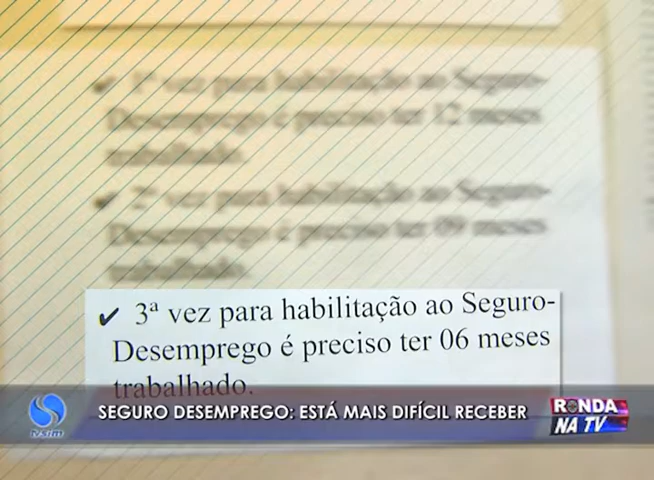 ✔ 1ª vez para habilitação ao Seguro-
Desemprego é preciso ter 12 meses
trabalhado.
✔ 2ª vez para habilitação ao Seguro-
Desemprego é preciso ter 09 meses
trabalhado.
✔ 3ª vez para habilitação ao Seguro-
Desemprego é preciso ter 06 meses
trabalhado.
SEGURO DESEMPREGO: ESTÁ MAIS DIFÍCIL RECEBER
RONDA
NA TV
tvsim